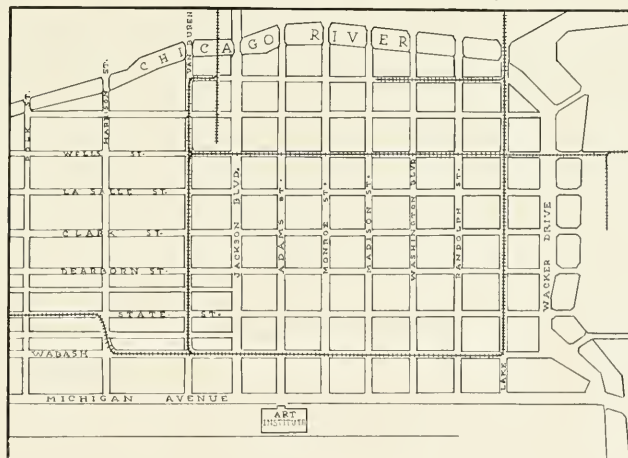 CHICAGO RIVER
VAN BUREN
HARRISON ST.
ST.
WELLS ST.
LA SALLE ST.
CLARK ST.
DEARBORN ST.
STATE ST.
WABASH
MICHIGAN AVENUE
JACKSON BLVD.
ADAMS ST.
MONROE ST.
MADISON ST.
WASHINGTON BLVD
RANDOLPH ST.
LAKE
WACKER DRIVE
ART
INSTITUTE